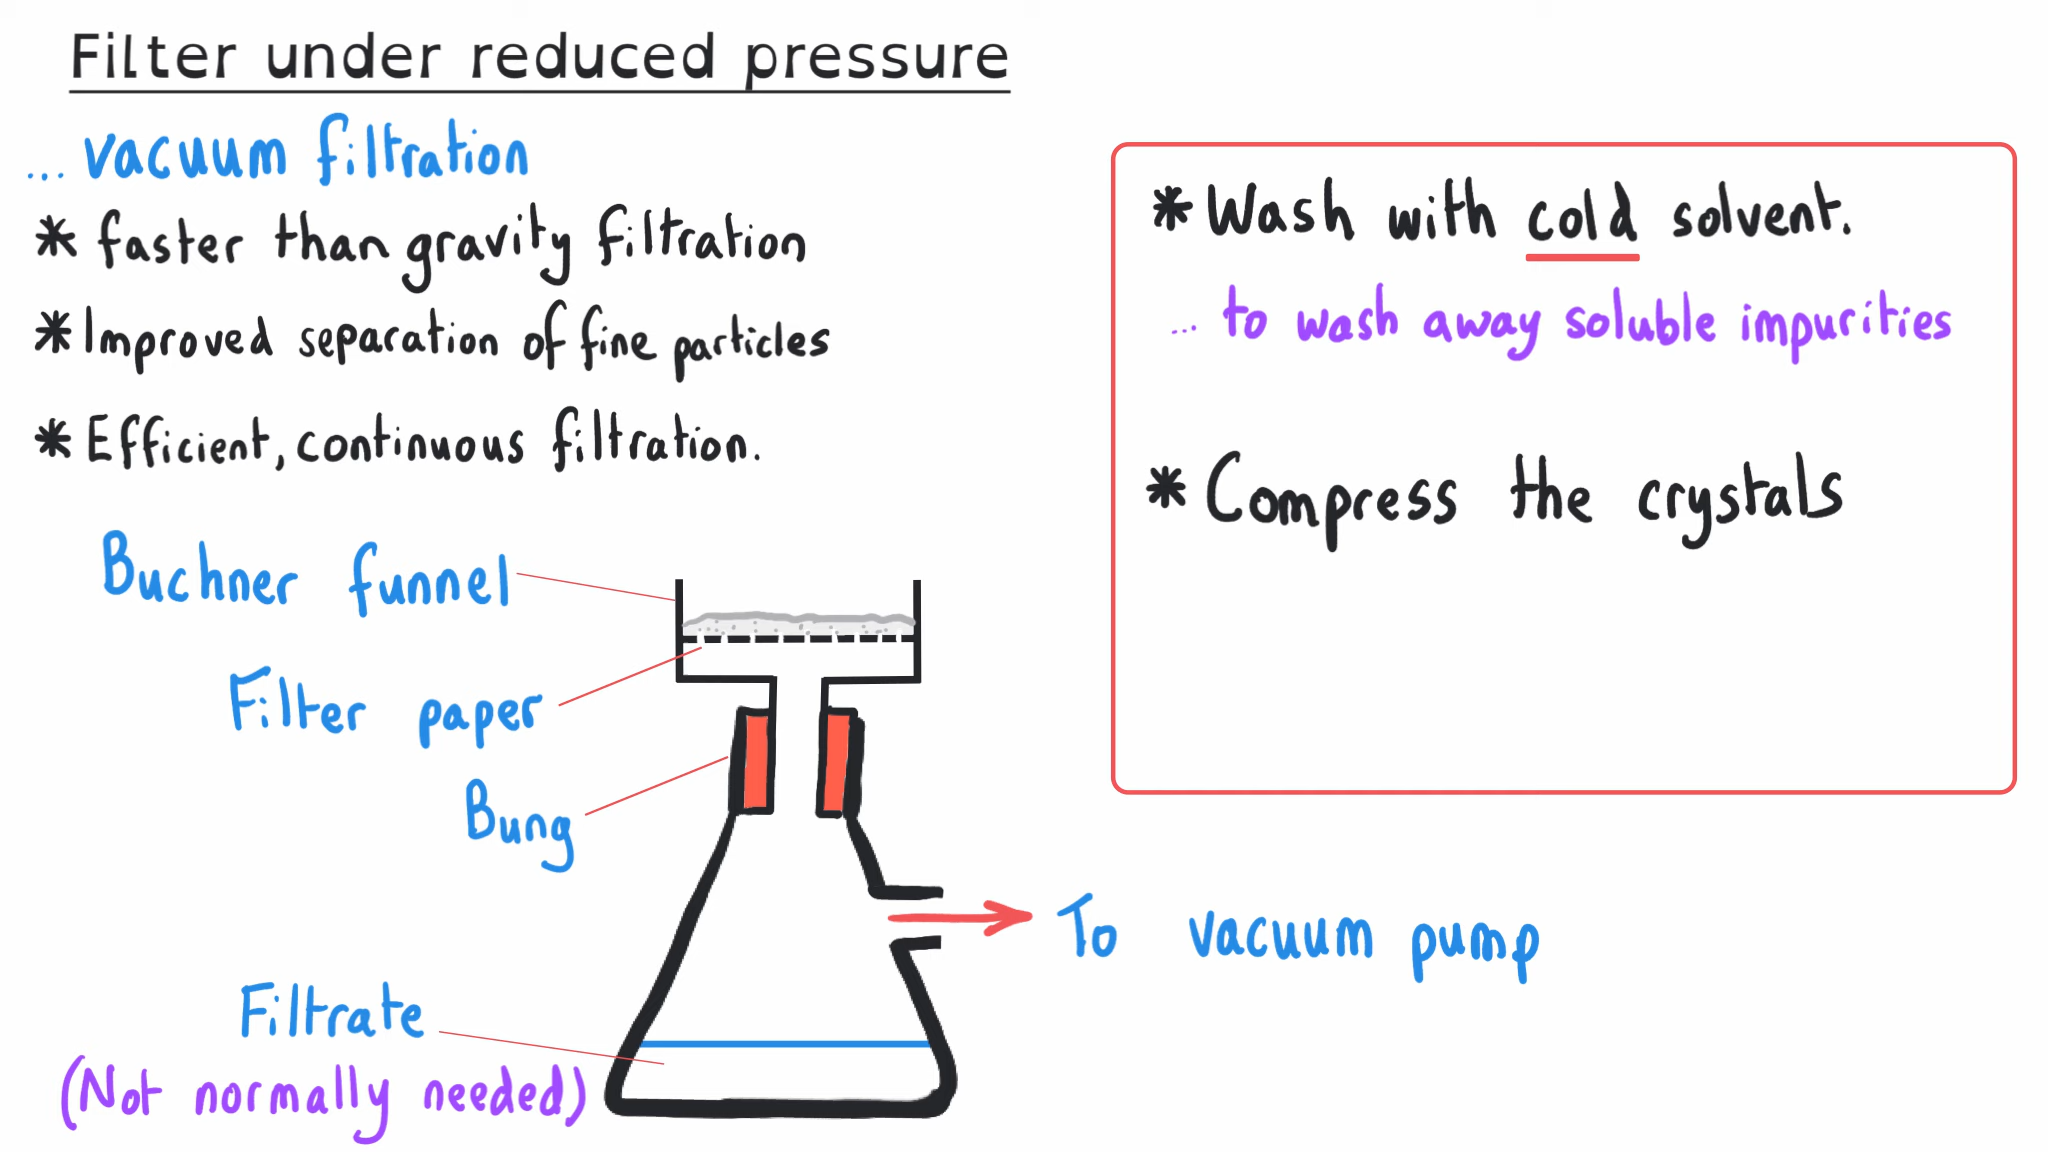 Filter under reduced pressure
... vacuum filtration
* faster than gravity filtration
* Improved separation of fine particles
* Efficient, continuous filtration.
Buchner funnel
Filter paper
Bung
Filtrate
(Not normally needed)
To vacuum pump
* Wash with cold solvent.
... to wash away soluble impurities
* Compress the crystals